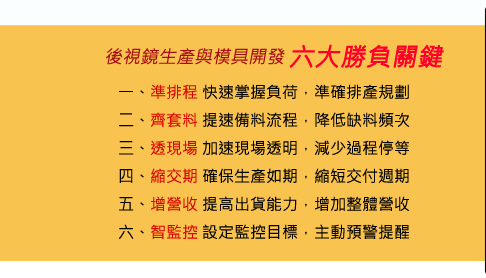 後視鏡生產與模具開發 六大勝負關鍵
一、準排程 快速掌握負荷，準確排產規劃
二、齊套料 提速備料流程，降低缺料頻次
三、透現場 加速現場透明，減少過程停等
四、縮交期 確保生產如期，縮短交付週期
五、增營收 提高出貨能力，增加整體營收
六、智監控 設定監控目標，主動預警提醒